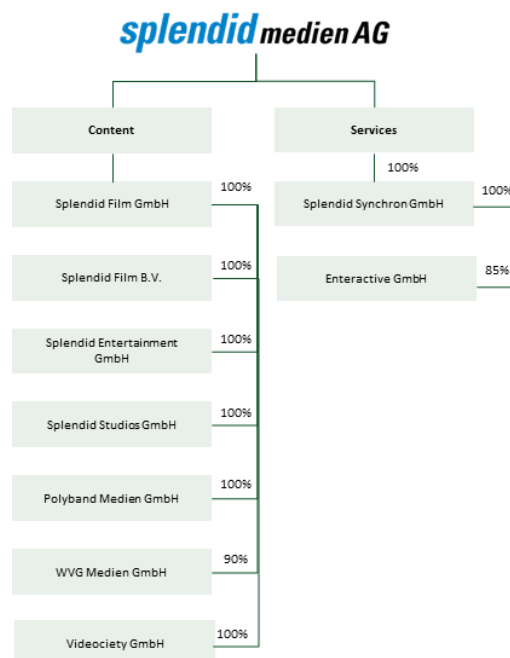 splendid medien AG
Content
Services
100%
Splendid Film GmbH
100%
Splendid Synchron GmbH
100%
Splendid Film B.V.
100%
Enteractive GmbH
85%
Splendid Entertainment
GmbH
100%
Splendid Studios GmbH
100%
Polyband Medien GmbH
100%
WVG Medien GmbH
90%
Videociety GmbH
100%